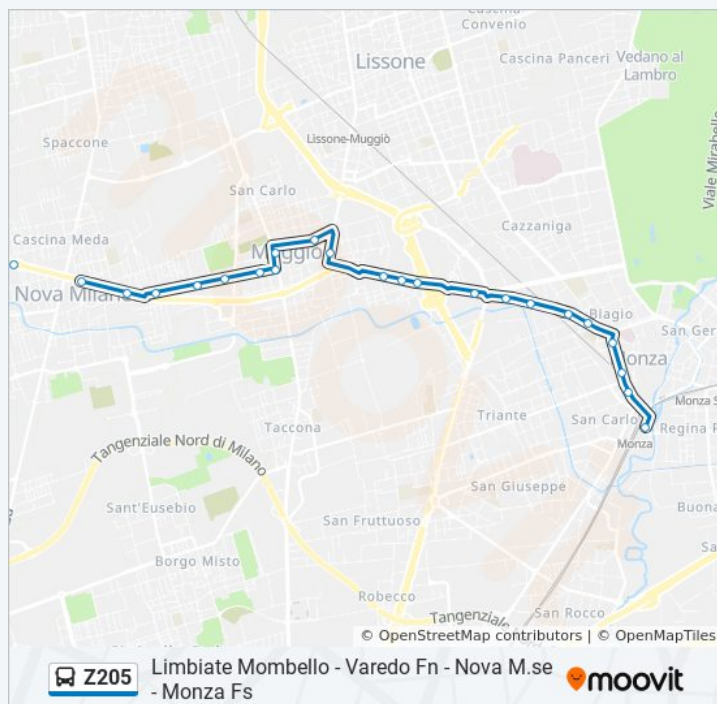 Cascina
Convenio
Lissone
Cascina Panceri
Vedano al
Lambro
Viale Mirabello
Lissone-Muggiò
Spaccone
San Carlo
Cazzaniga
Cascina Meda
Muggiò
Nova Milanese
Biagio
San Ger
Monza
Monza S
Triante
San Carlo
Regina P
Monza
Taccona
Tangenziale Nord di Milano
San Giuseppe
Sant'Eusebio
Buona
San Fruttuoso
Borgo Misto
Sa
Robecco
Tangenziale
San Rocco
© OpenStreetMap contributors | © OpenMapTiles
Z205
Limbiate Mombello - Varedo Fn - Nova M.se
- Monza Fs
moovit